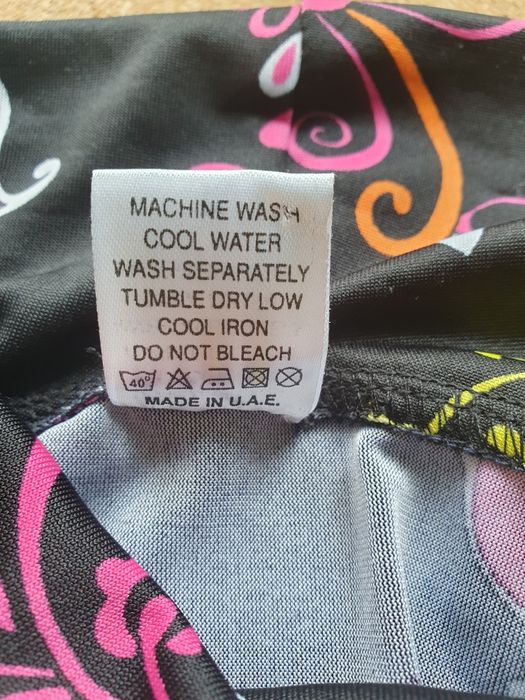 MACHINE WASH
COOL WATER
WASH SEPARATELY
TUMBLE DRY LOW
COOL IRON
DO NOT BLEACH
40°
MADE IN U.A.E.